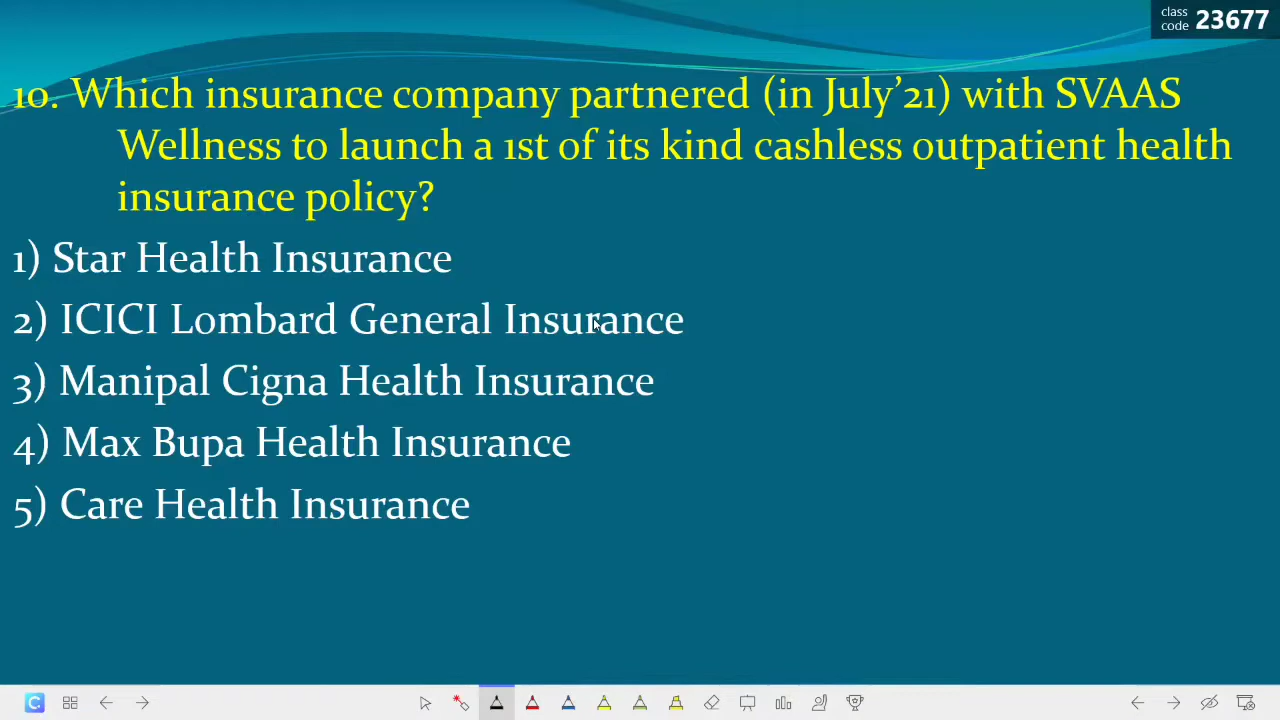 class
code 23677
10. Which insurance company partnered (in July’21) with SVAAS
Wellness to launch a 1st of its kind cashless outpatient health
insurance policy?
1) Star Health Insurance
2) ICICI Lombard General Insurance
3) Manipal Cigna Health Insurance
4) Max Bupa Health Insurance
5) Care Health Insurance